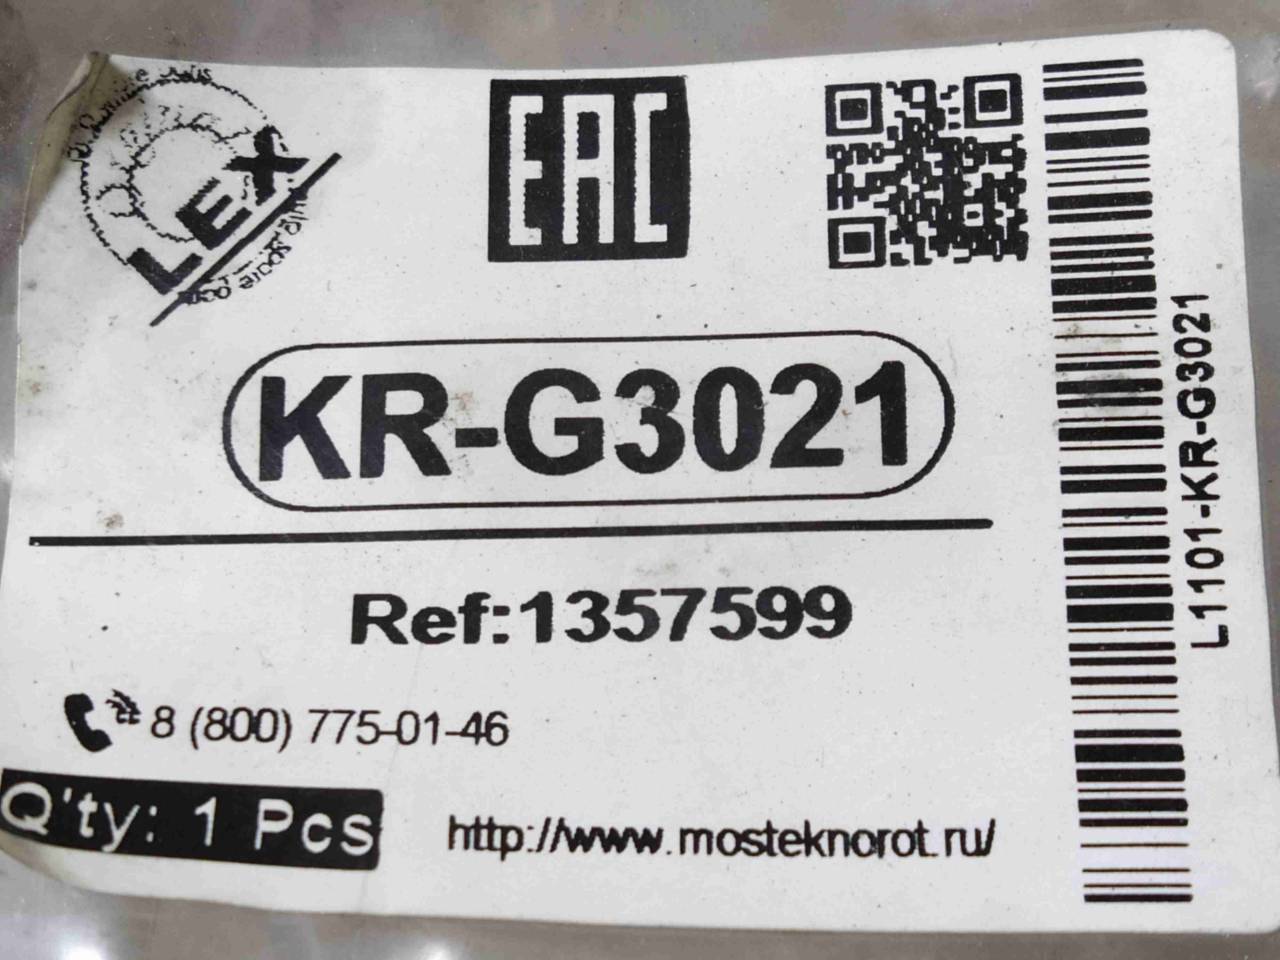 LEX
EAC
KR-G3021
Ref:1357599
8 (800) 775-01-46
Q'ty: 1 Pcs
http://www.mosteknorot.ru/
L1101-KR-G3021